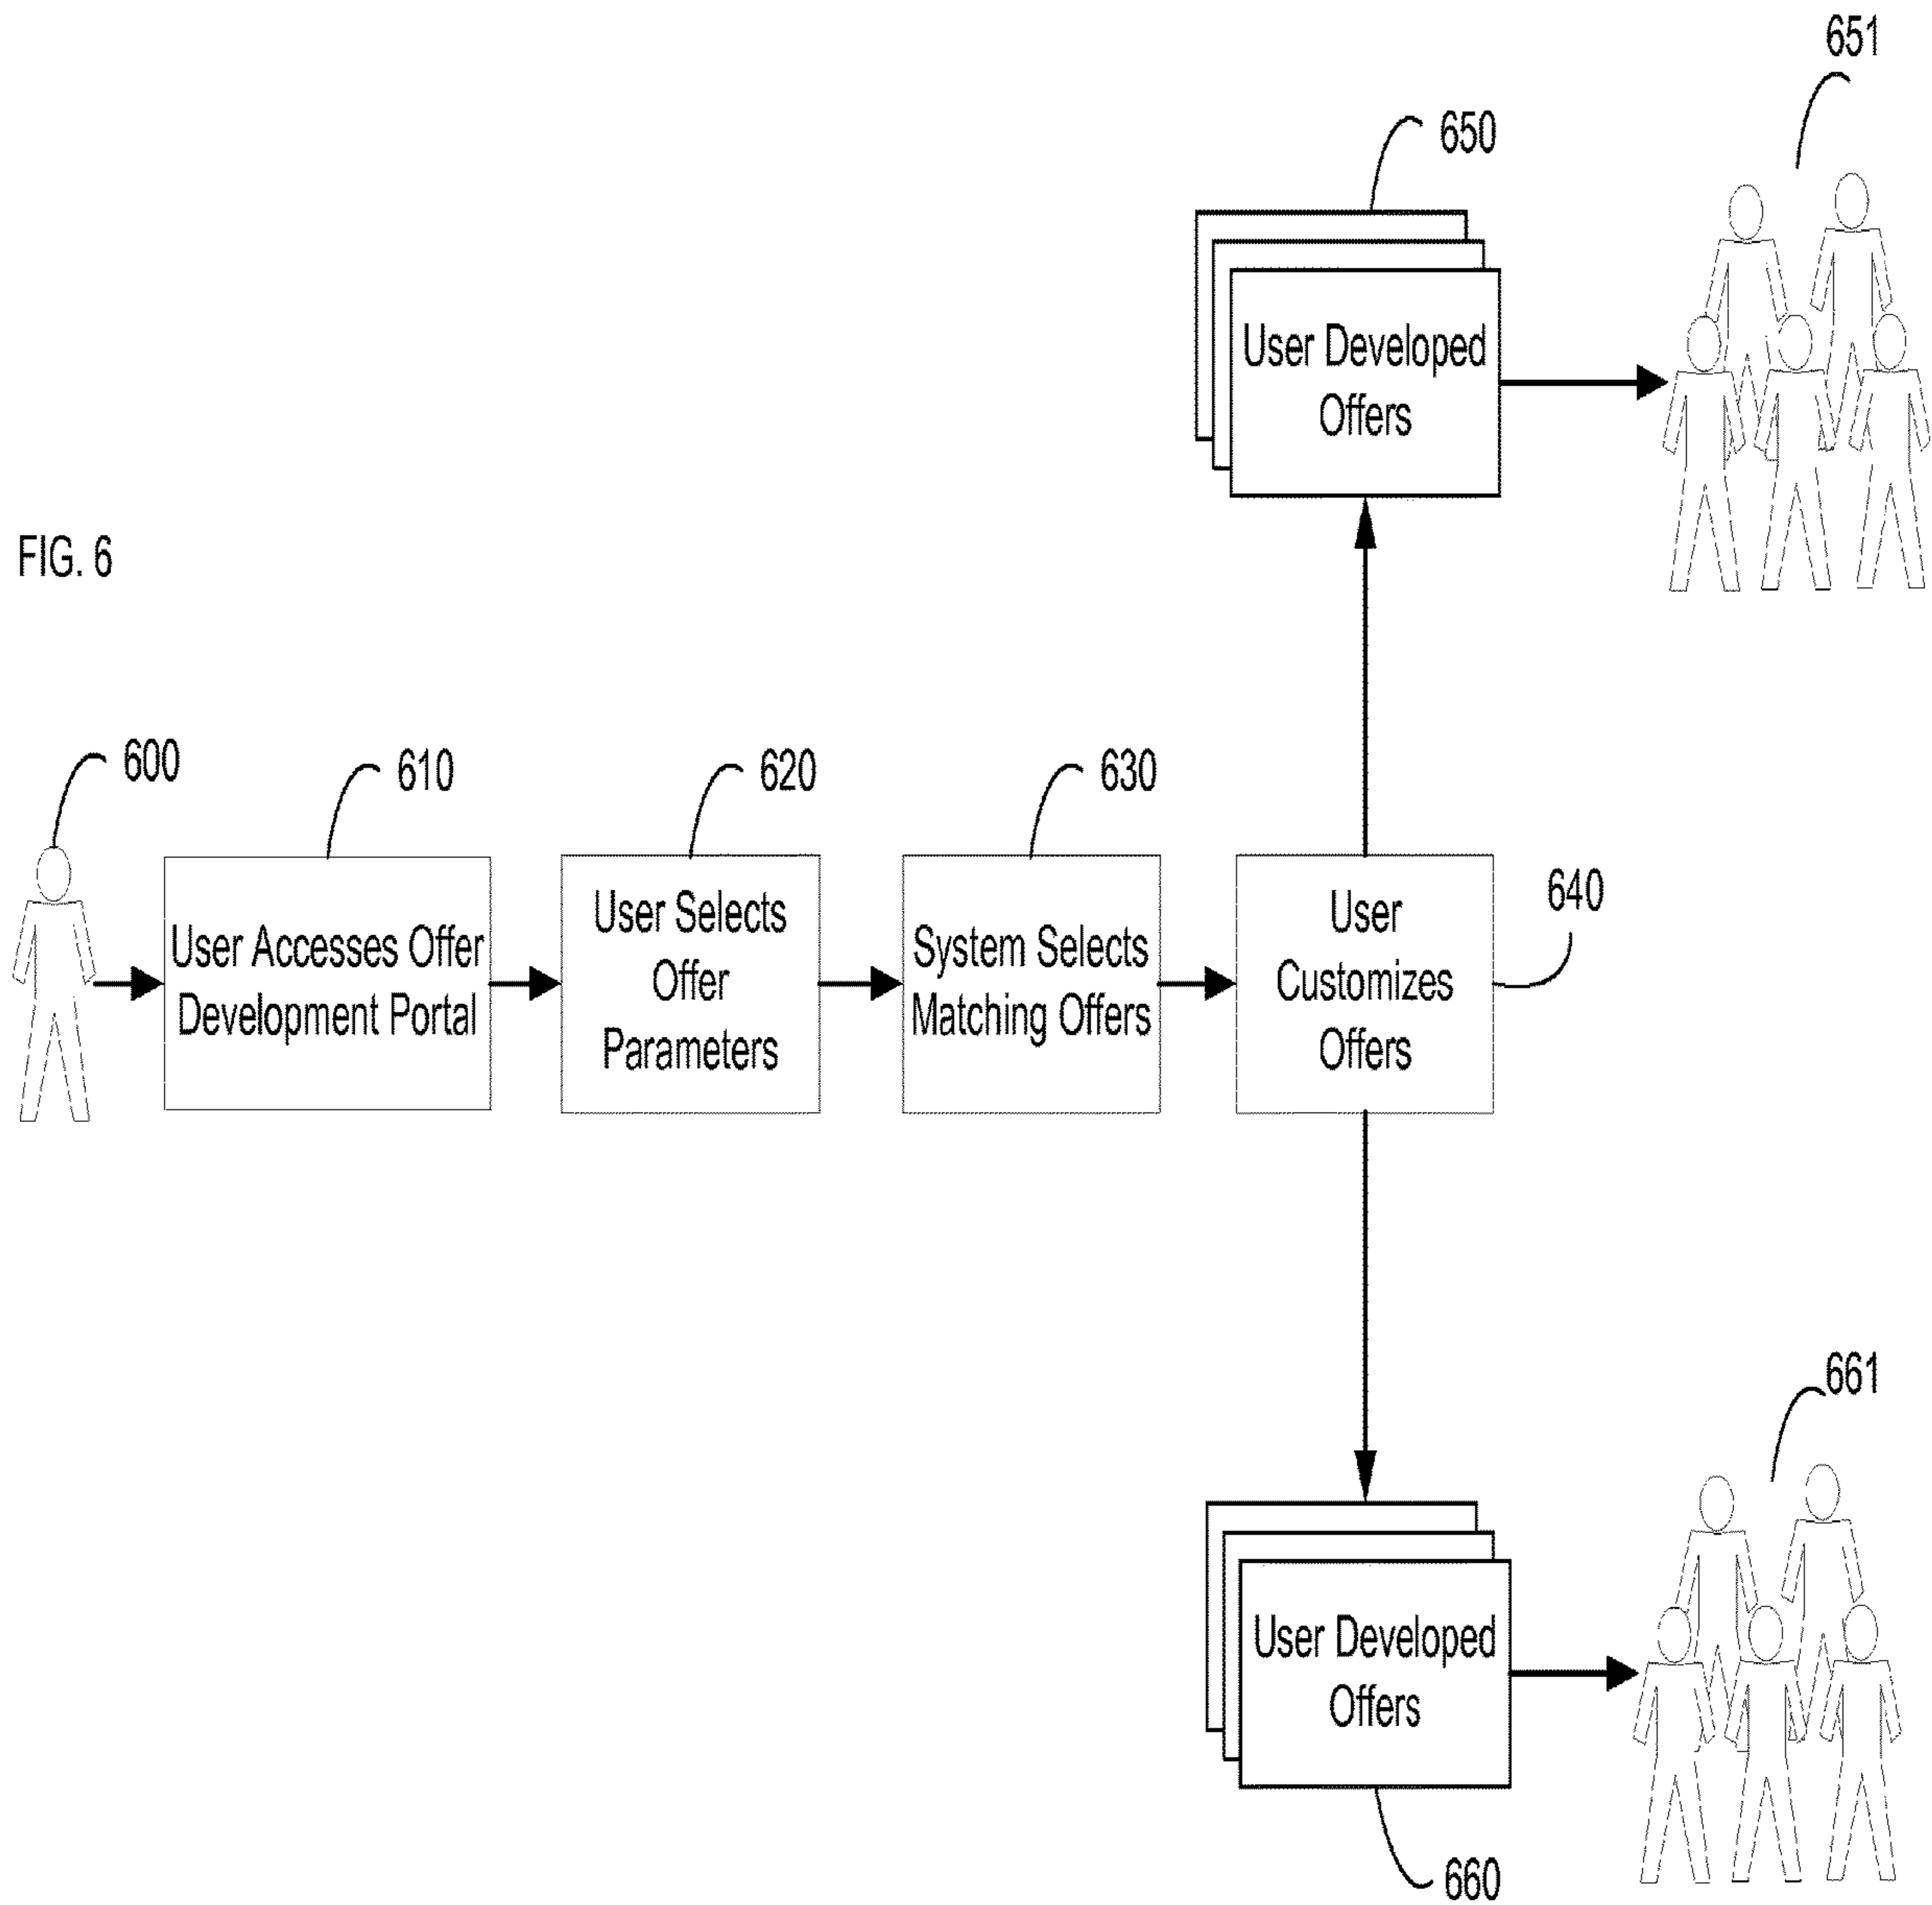 651
650
User Developed
Offers
FIG. 6
600
610
620
630
640
User Accesses Offer
Development Portal
User Selects
Offer
Parameters
System Selects
Matching Offers
User
Customizes
Offers
661
User Developed
Offers
660